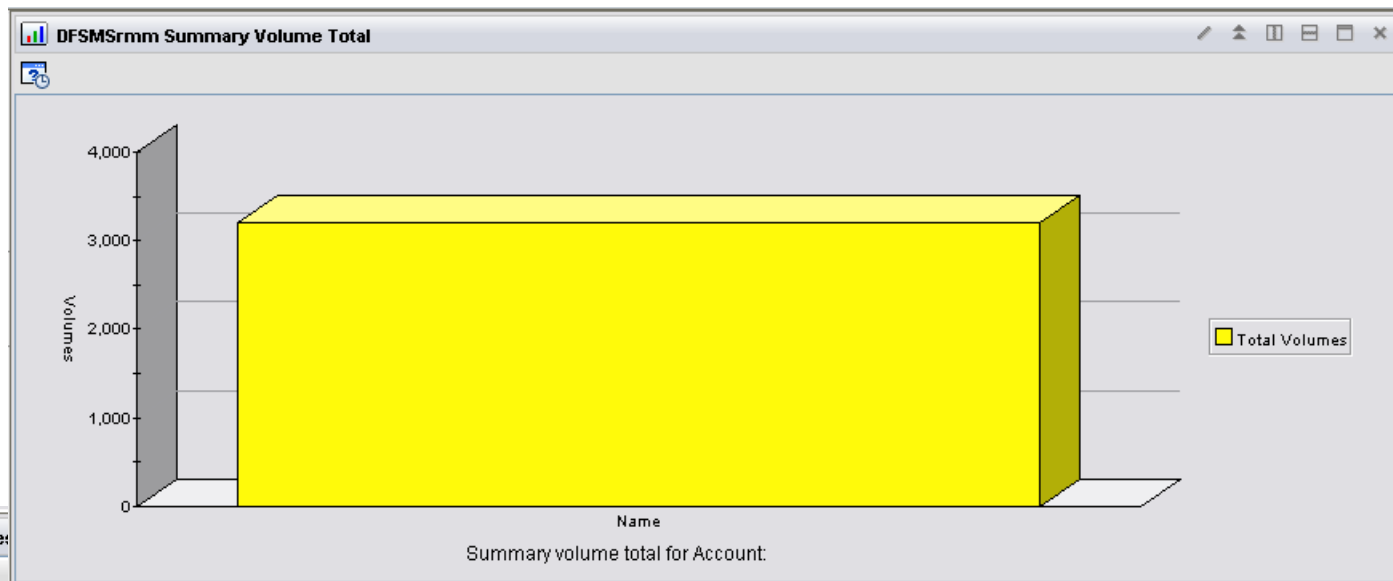 DFSMSrmm Summary Volume Total
4,000
3,000
2,000
1,000
0
Volumes
Name
Summary volume total for Account:
Total Volumes